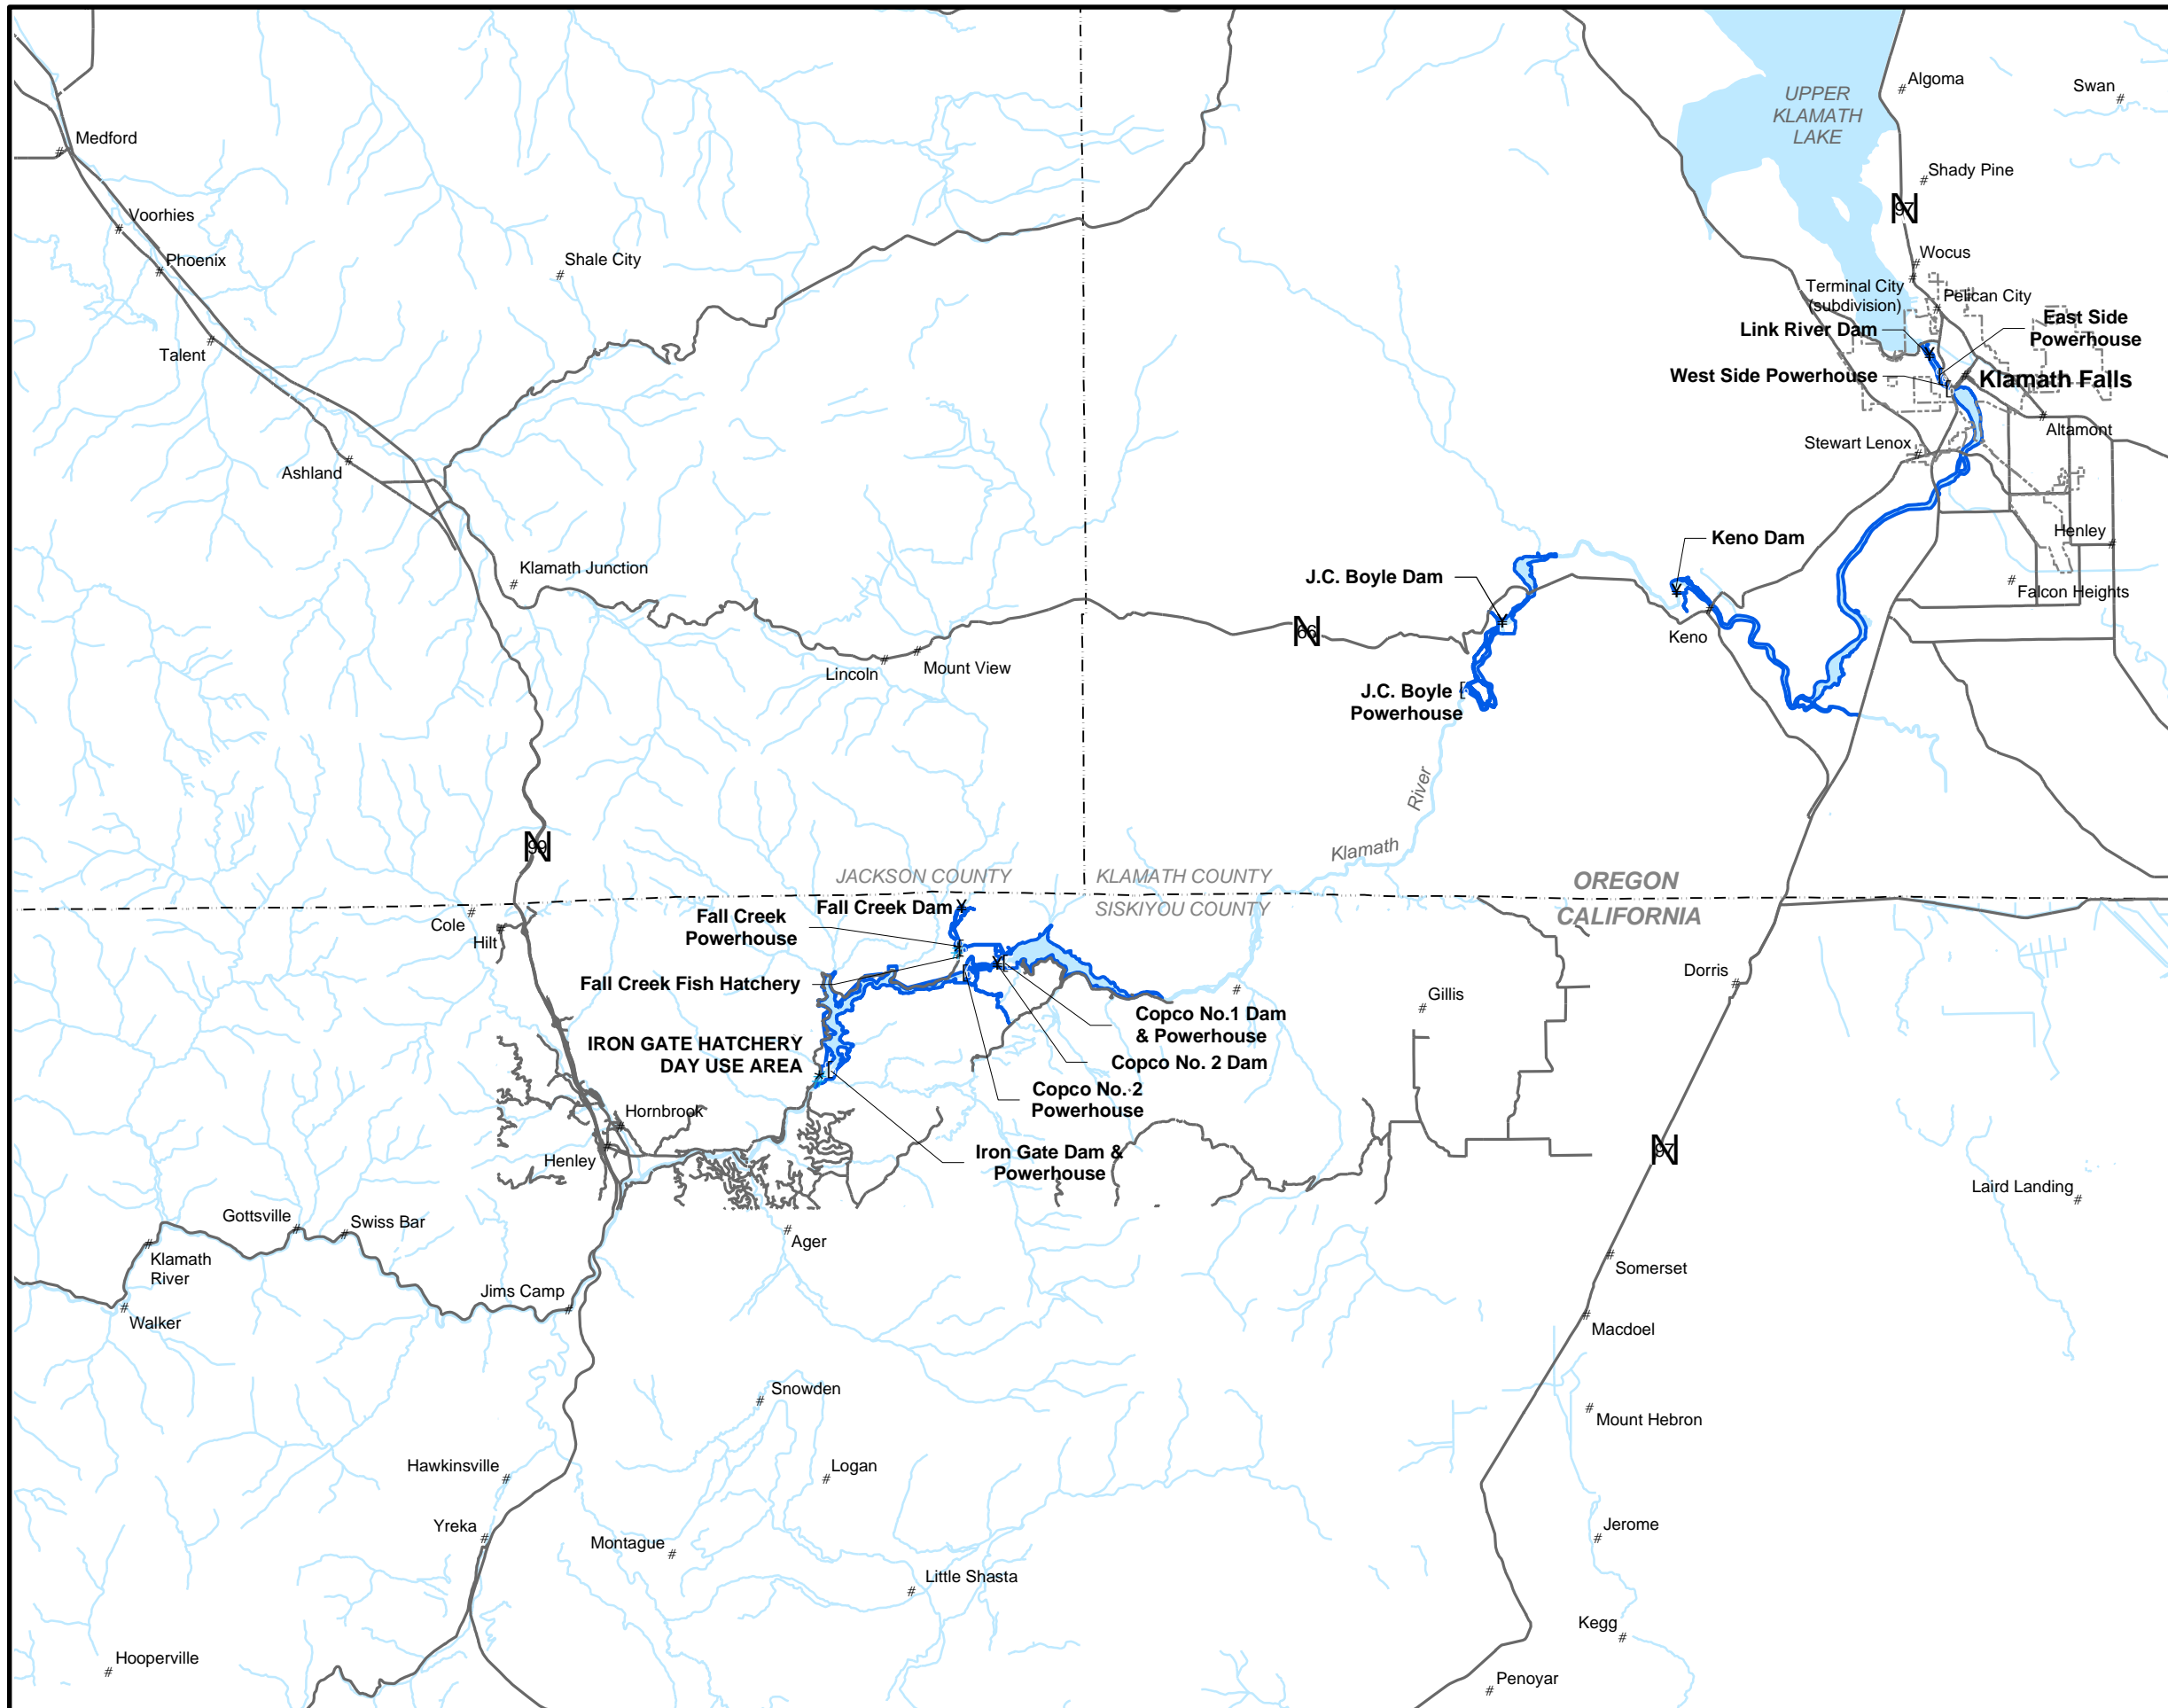 UPPER
KLAMATH
LAKE
Algoma
Swan
Medford
Shady Pine
N
97
Voorhies
Phoenix
Shale City
Wocus
Terminal City
(subdivision)
Pelican City
Link River Dam
East Side
Powerhouse
Talent
West Side Powerhouse
Klamath Falls
Altamont
Stewart Lenox
Ashland
Henley
Keno Dam
J.C. Boyle Dam
Klamath Junction
Falcon Heights
N
66
Keno
Lincoln
Mount View
J.C. Boyle
Powerhouse
River
Klamath
N
99
JACKSON COUNTY
KLAMATH COUNTY
SISKIYOU COUNTY
OREGON
CALIFORNIA
Cole
Hilt
Fall Creek Dam
Fall Creek
Powerhouse
Fall Creek Fish Hatchery
Dorris
Gillis
Copco No.1 Dam
& Powerhouse
IRON GATE HATCHERY
DAY USE AREA
Copco No. 2 Dam
Copco No. 2
Powerhouse
Hornbrook
Henley
Iron Gate Dam &
Powerhouse
N
97
Laird Landing
Gottsville
Swiss Bar
Ager
Klamath
River
Somerset
Jims Camp
Walker
Macdoel
Snowden
Mount Hebron
Hawkinsville
Logan
Yreka
Montague
Jerome
Little Shasta
Kegg
Hooperville
Penoyar